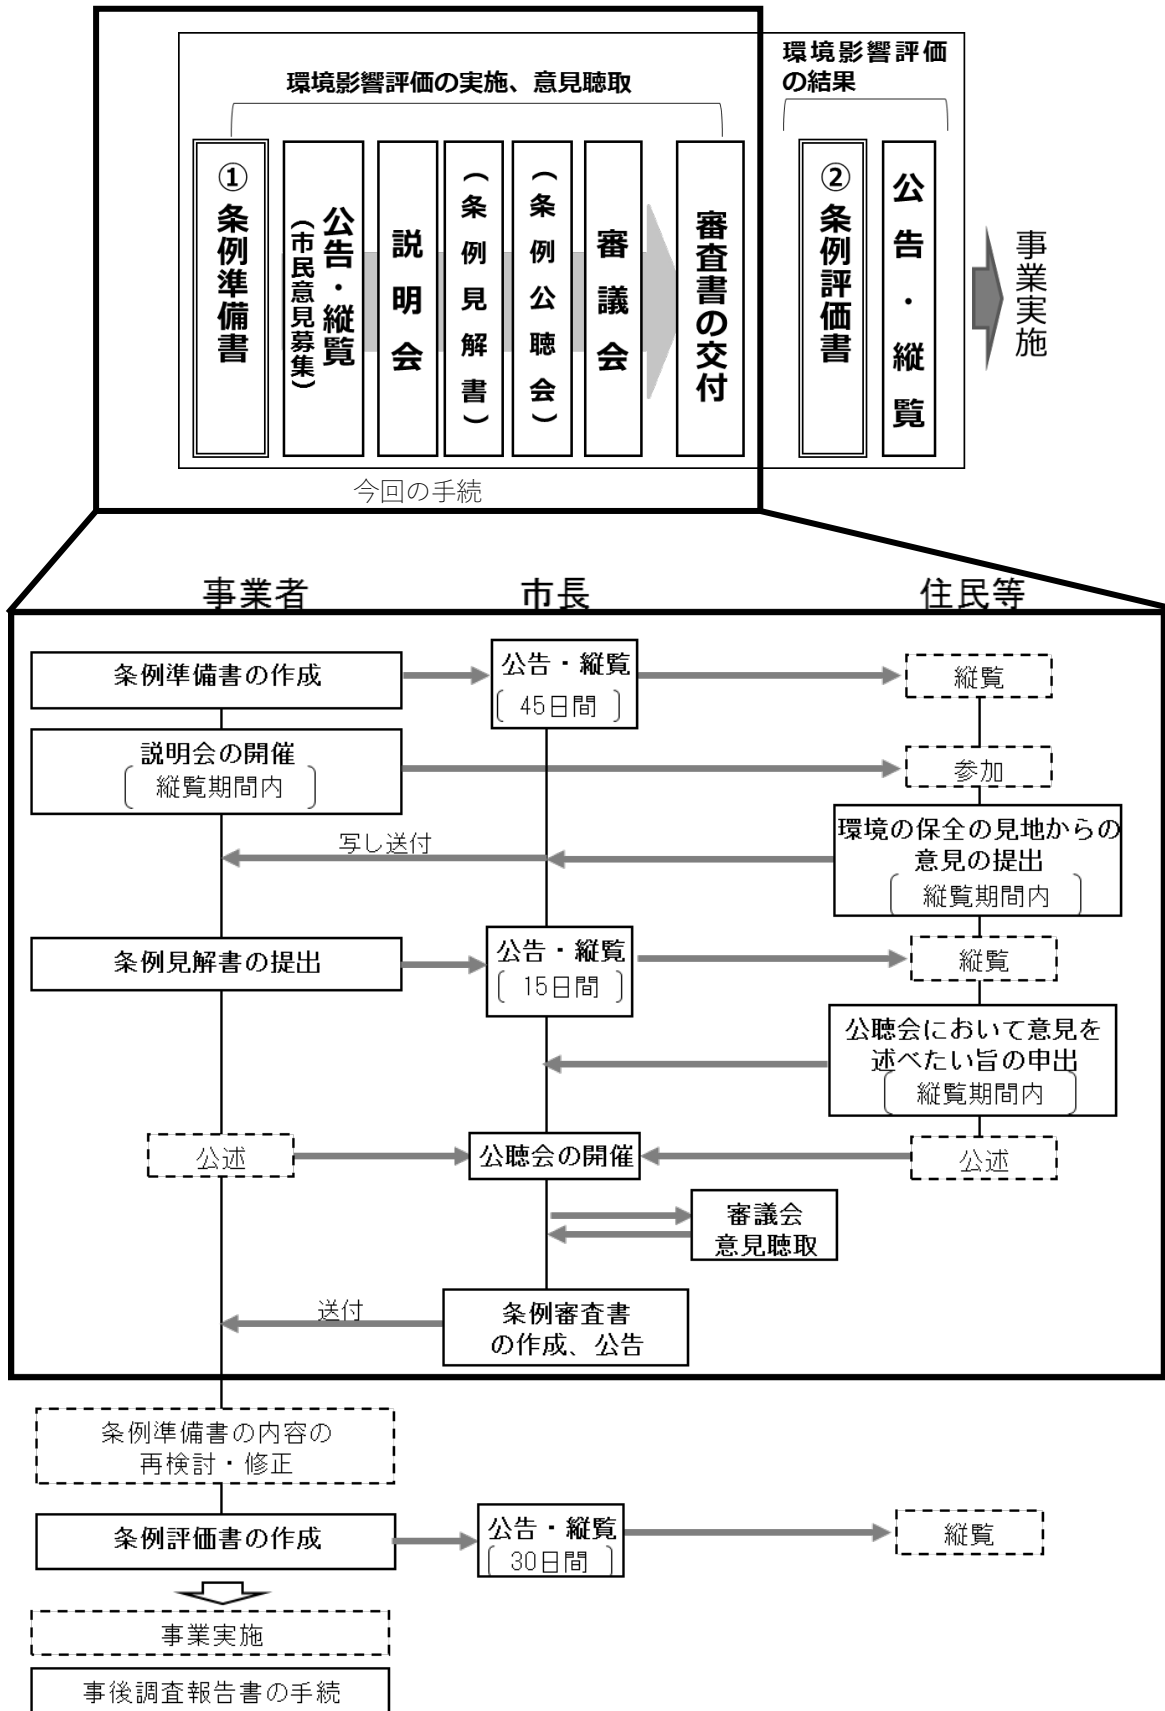 環境影響評価の実施、意見聴取
環境影響評価
の結果
①条例準備書
公告・縦覧
(市民意見募集)
説明会
(条例見解書)
(条例公聴会)
審議会
審査書の交付
②条例評価書
公告・縦覧
事業実施
今回の手続
事業者
市長
住民等
条例準備書の作成
公告・縦覧
45日間
縦覧
説明会の開催
縦覧期間内
参加
環境の保全の見地からの
意見の提出
縦覧期間内
写し送付
条例見解書の提出
公告・縦覧
15日間
縦覧
公聴会において意見を
述べたい旨の申出
縦覧期間内
公述
公聴会の開催
公述
審議会
意見聴取
送付
条例審査書
の作成、公告
条例準備書の内容の
再検討・修正
条例評価書の作成
公告・縦覧
30日間
縦覧
事業実施
事後調査報告書の手続